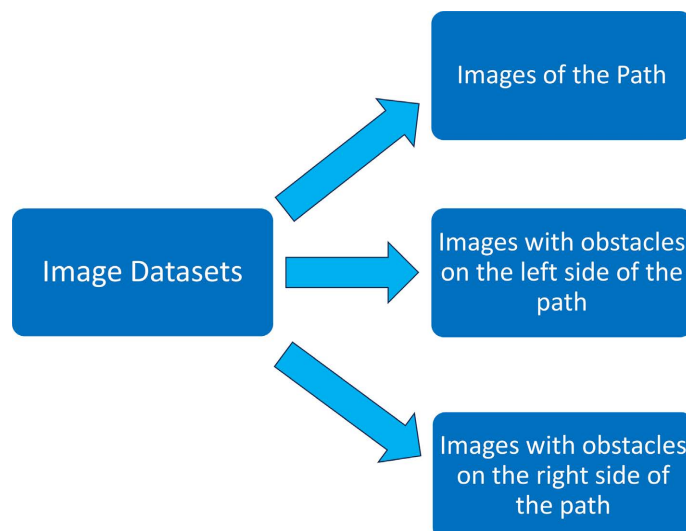 Images of the Path
Image Datasets
Images with obstacles
on the left side of the
path
Images with obstacles
on the right side of
the path